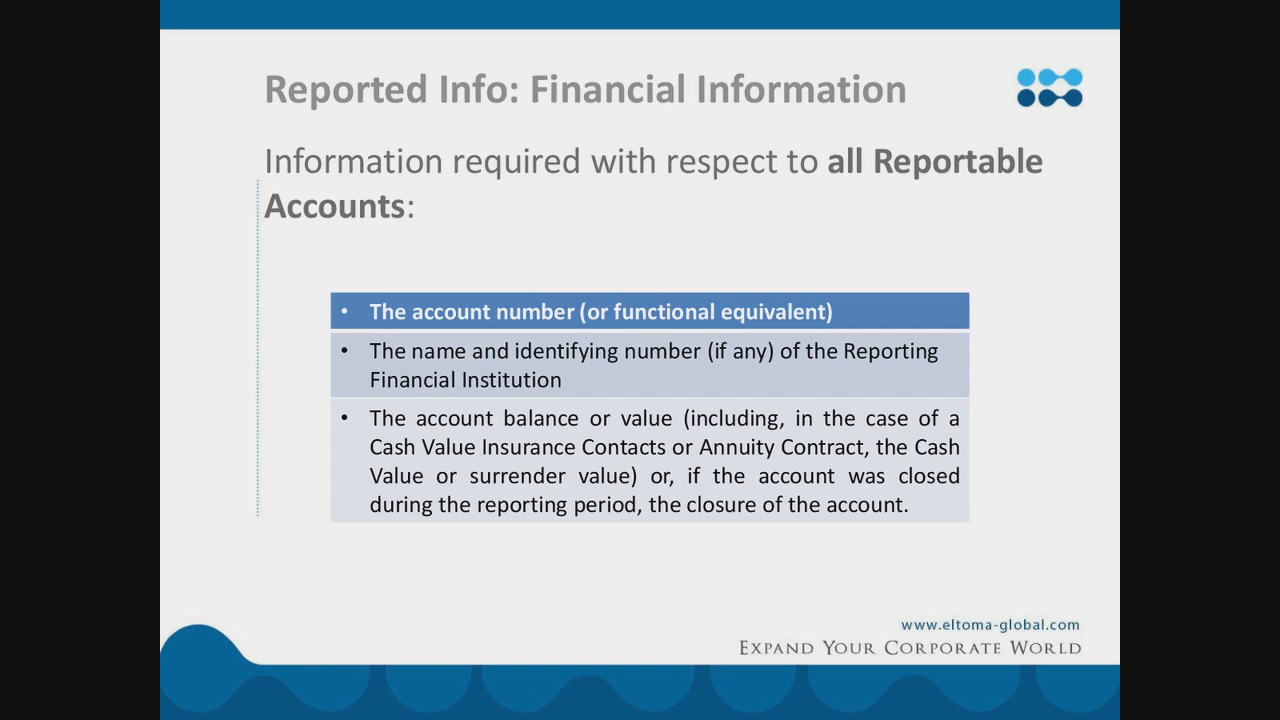 Reported Info: Financial Information
Information required with respect to all Reportable
Accounts:
• The account number (or functional equivalent)
• The name and identifying number (if any) of the Reporting
Financial Institution
• The account balance or value (including, in the case of a
Cash Value Insurance Contacts or Annuity Contract, the Cash
Value or surrender value) or, if the account was closed
during the reporting period, the closure of the account.
www.eltoma-global.com
Expand Your Corporate World